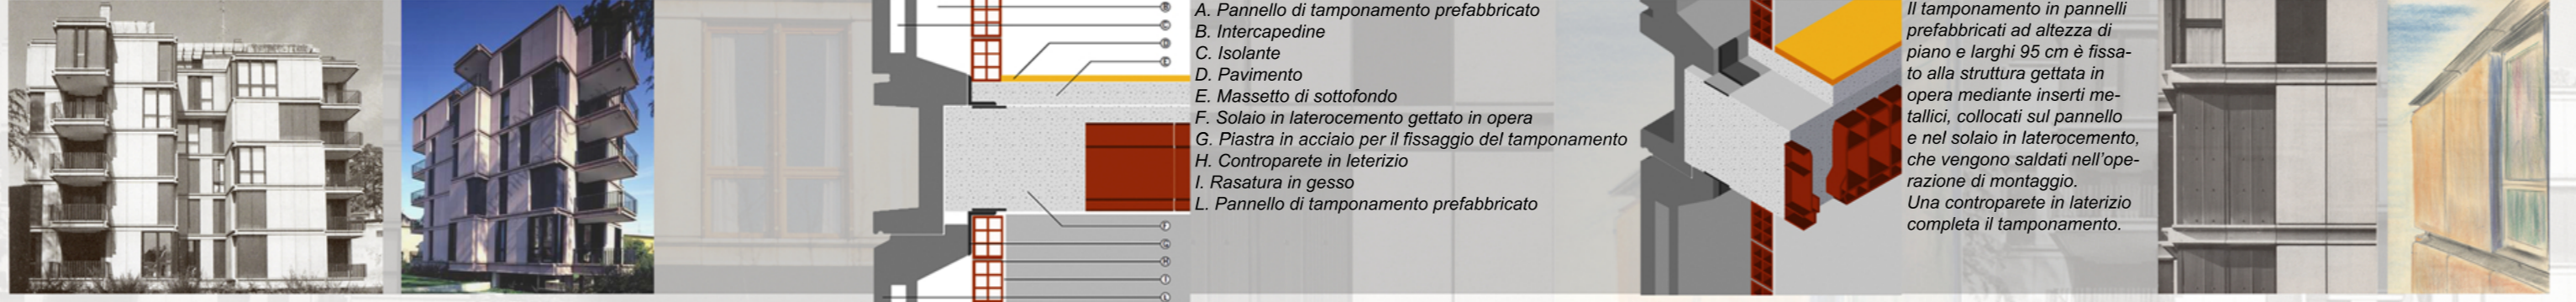 B
C
D
E
F
G
H
I
L
A. Pannello di tamponamento prefabbricato
B. Intercapedine
C. Isolante
D. Pavimento
E. Massetto di sottofondo
F. Solaio in laterocemento gettato in opera
G. Piastra in acciaio per il fissaggio del tamponamento
H. Controparete in leterizio
I. Rasatura in gesso
L. Pannello di tamponamento prefabbricato
Il tamponamento in pannelli
prefabbricati ad altezza di
piano e larghi 95 cm è fissa-
to alla struttura gettata in
opera mediante inserti me-
tallici, collocati sul pannello
e nel solaio in laterocemento,
che vengono saldati nell'ope-
razione di montaggio.
Una controparete in laterizio
completa il tamponamento.